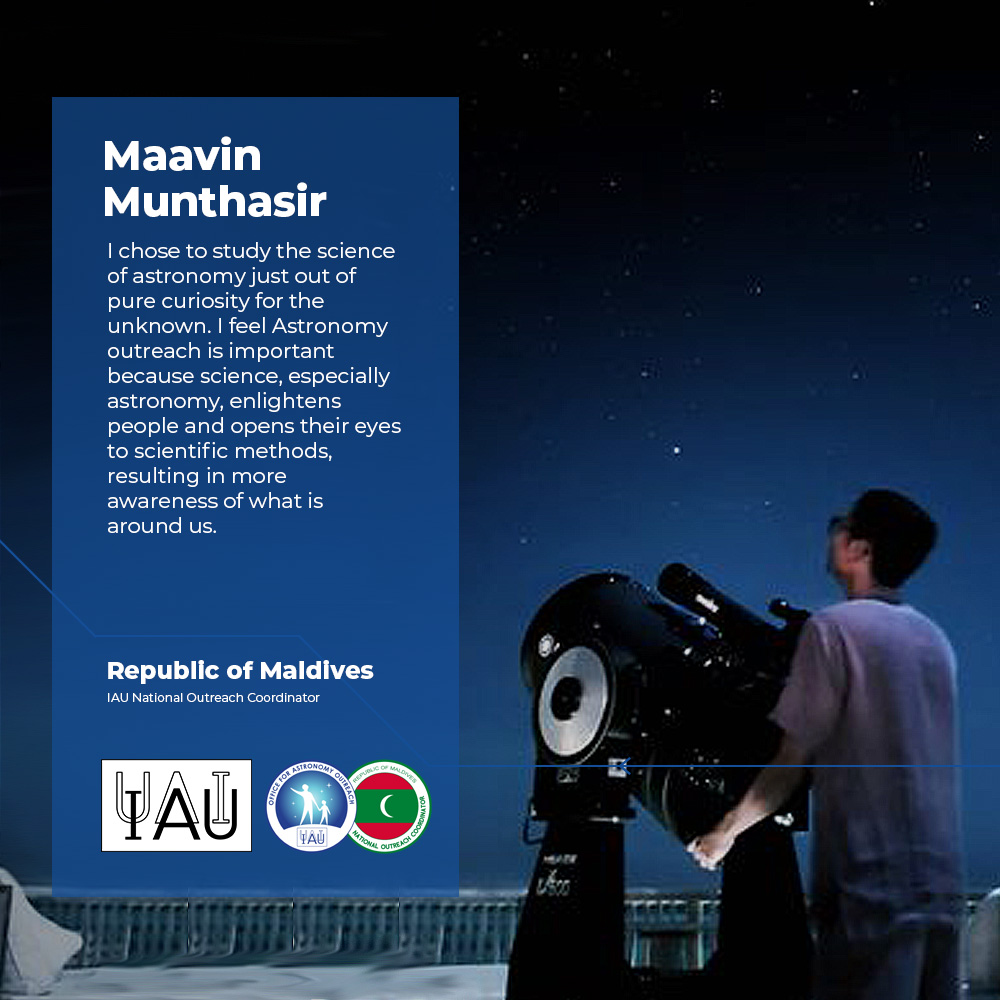 Maavin
Munthasir
I chose to study the science
of astronomy just out of
pure curiosity for the
unknown. I feel Astronomy
outreach is important
because science, especially
astronomy, enlightens
people and opens their eyes
to scientific methods,
resulting in more
awareness of what is
around us.
Republic of Maldives
IAU National Outreach Coordinator
IAU
OFFICE FOR ASTRONOMY OUTREACH
IAU
REPUBLIC OF MALDIVES
NATIONAL OUTREACH COORDINATOR